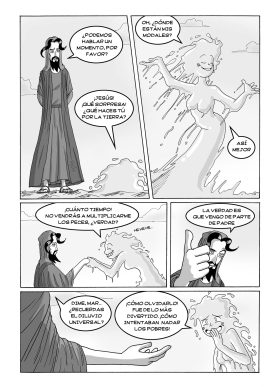 ¿PODEMOS
HABLAR UN
MOMENTO, POR
FAVOR?
¡JESÚS!
¡QUÉ SORPRESA!
¿QUÉ HACES TÚ
POR LA TIERRA?
OH, ¿DÓNDE
ESTÁN MIS
MODALES?
ASÍ
MEJOR
¡CUÁNTO TIEMPO!
NO VENDRÁS A MULTIPLICARME
LOS PECES, ¿VERDAD?
HEHEHE...
LA VERDAD ES
QUE VENGO DE PARTE
DE PADRE
DIME, MAR...
¿RECUERDAS
EL DILUVIO
UNIVERSAL?
¡CÓMO OLVIDARLO!
FUE DE LO MÁS
DIVERTIDO. ¡CÓMO
INTENTABAN NADAR
LOS POBRES!